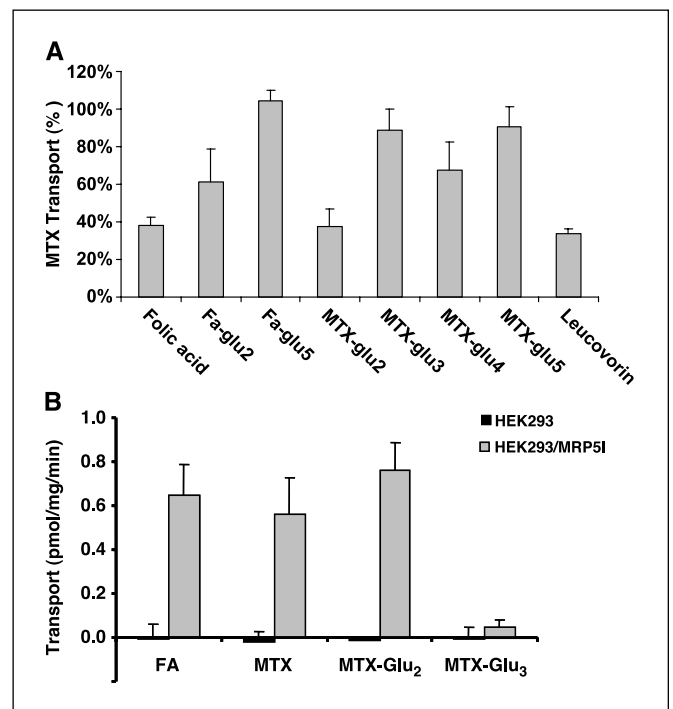 A
120%
100%
80%
60%
40%
20%
0%
MTX Transport (%)
Folic acid
Fa-glu2
Fa-glu5
MTX-glu2
MTX-glu3
MTX-glu4
MTX-glu5
Leucovorin
B
1.0
0.8
0.6
0.4
0.2
0.0
Transport (pmol/mg/min)
HEK293
HEK293/MRP5I
FA
MTX
MTX-Glu2
MTX-Glu3